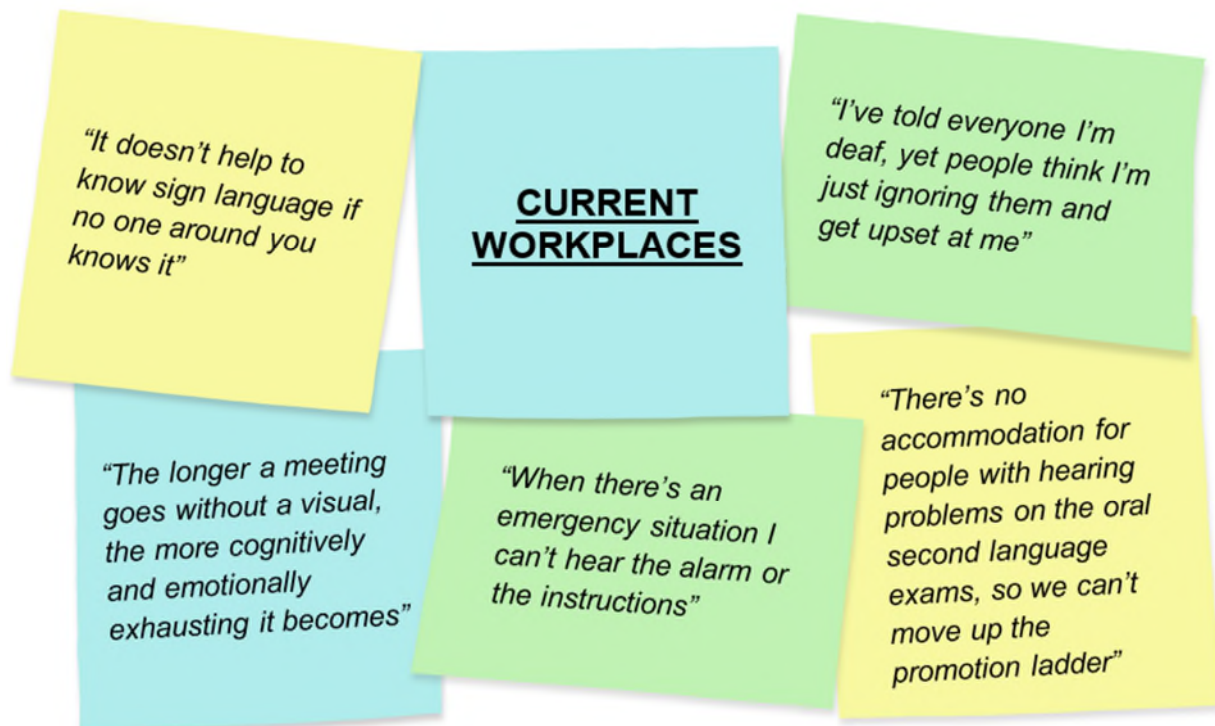 “It doesn’t help to
know sign language if
no one around you
knows it”
CURRENT
WORKPLACES
“I’ve told everyone I’m
deaf, yet people think I’m
just ignoring them and
get upset at me”
“The longer a meeting
goes without a visual,
the more cognitively
and emotionally
exhausting it becomes”
“When there’s an
emergency situation I
can’t hear the alarm or
the instructions”
“There’s no
accommodation for
people with hearing
problems on the oral
second language
exams, so we can’t
move up the
promotion ladder”